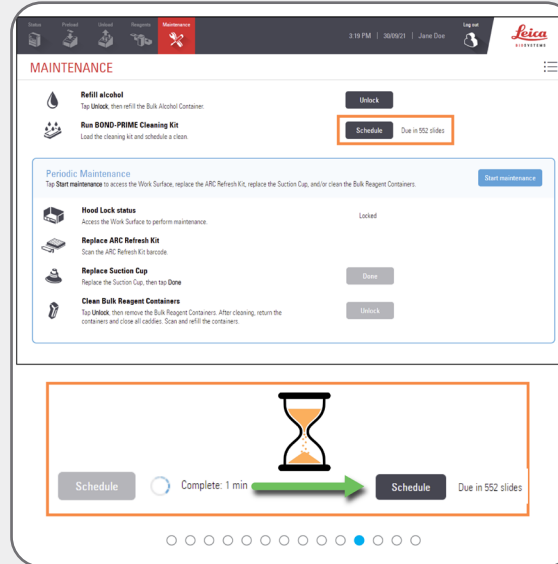 Status Preload Unload Reagents Maintenance
3:19 PM | 30/09/21 | Jane Doe
Log out
Leica
BIOSYSTEMS
MAINTENANCE
Refill alcohol
Tap Unlock, then refill the Bulk Alcohol Container.
Unlock
Run BOND-PRIME Cleaning Kit
Load the cleaning kit and schedule a clean.
Schedule Due in 552 slides
Periodic Maintenance
Tap Start maintenance to access the Work Surface, replace the ARC Refresh Kit, replace the Suction Cup, and/or clean the Bulk Reagent Containers.
Start maintenance
Hood Lock status
Access the Work Surface to perform maintenance.
Locked
Replace ARC Refresh Kit
Scan the ARC Refresh Kit barcode.
Replace Suction Cup
Replace the Suction Cup, then tap Done
Done
Clean Bulk Reagent Containers
Tap Unlock, then remove the Bulk Reagent Containers. After cleaning, return the
containers and close all caddies. Scan and refill the containers.
Unlock
Schedule Complete: 1 min Schedule Due in 552 slides